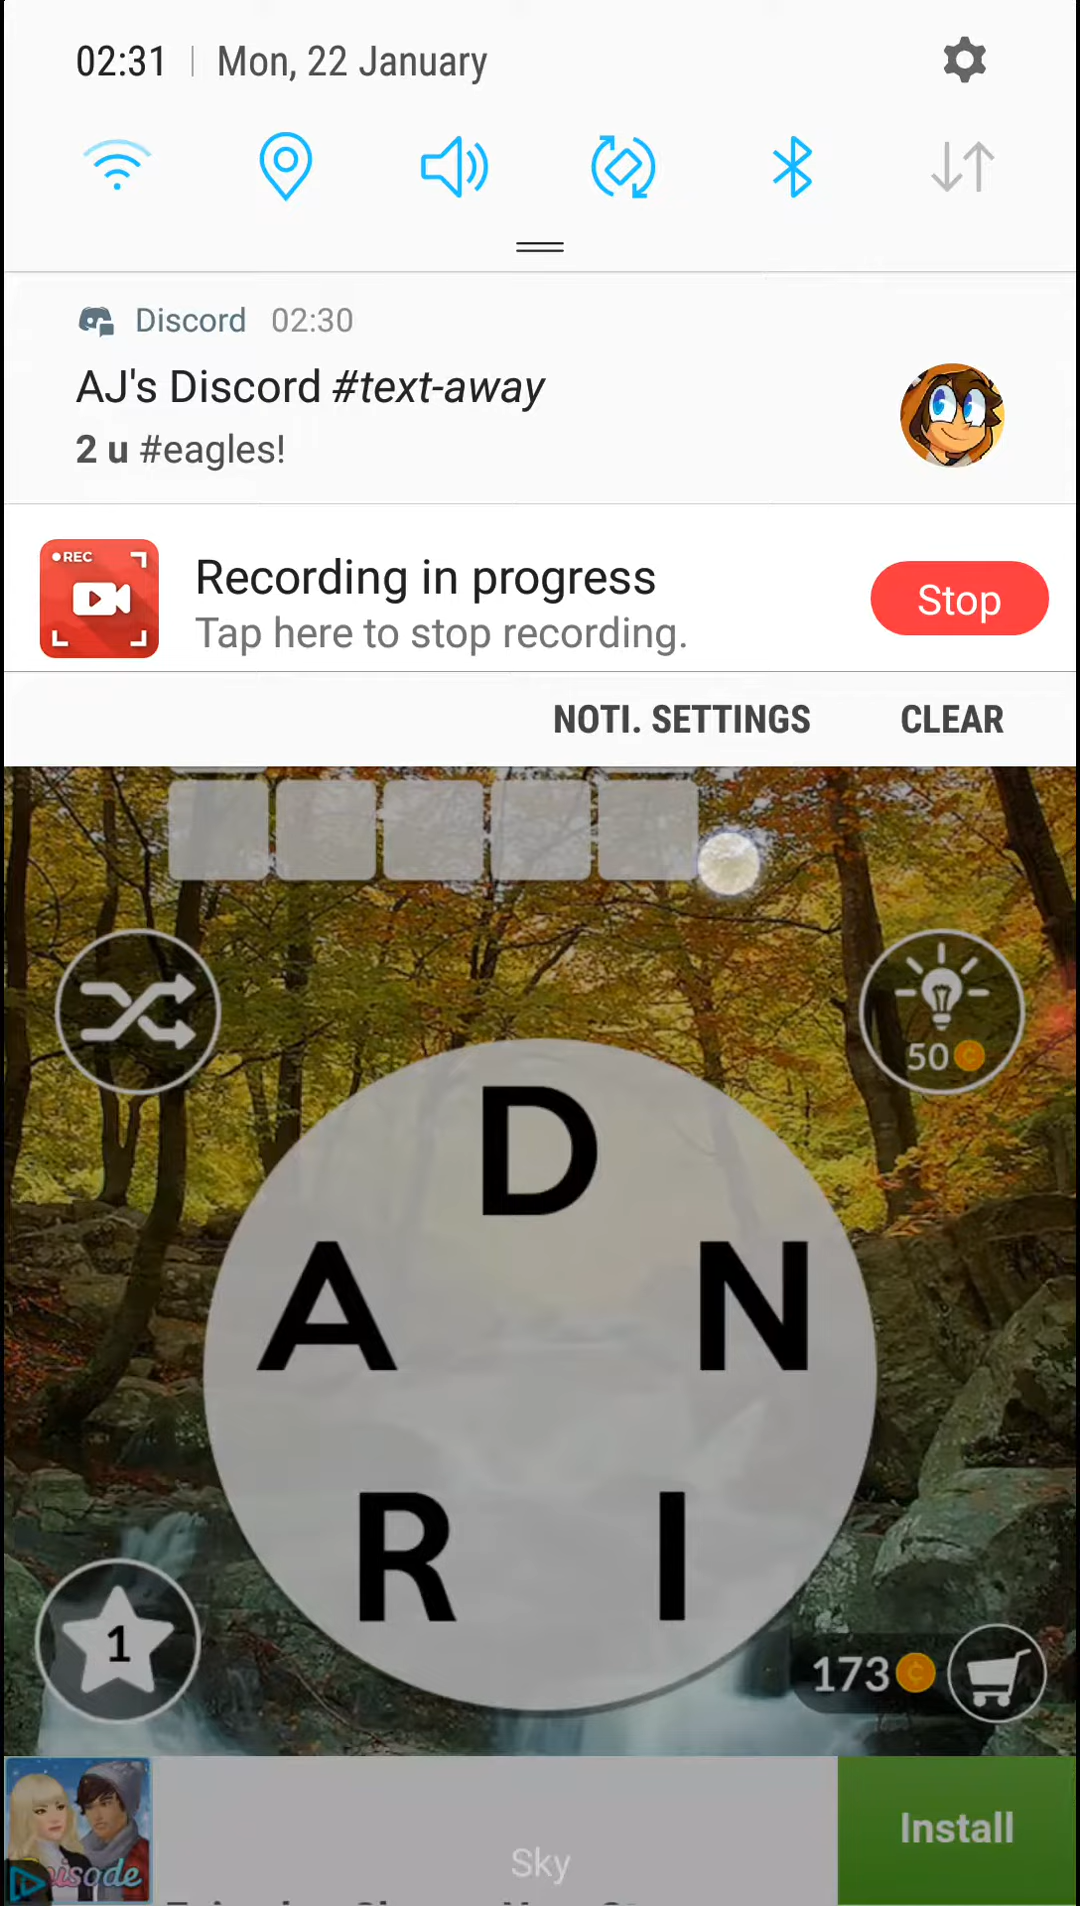 02:31 | Mon, 22 January
Discord 02:30
AJ's Discord #text-away
2 u #eagles!
REC
Recording in progress
Tap here to stop recording.
Stop
NOTI. SETTINGS CLEAR
50
D
A N
R I
1
173
Install
Sky